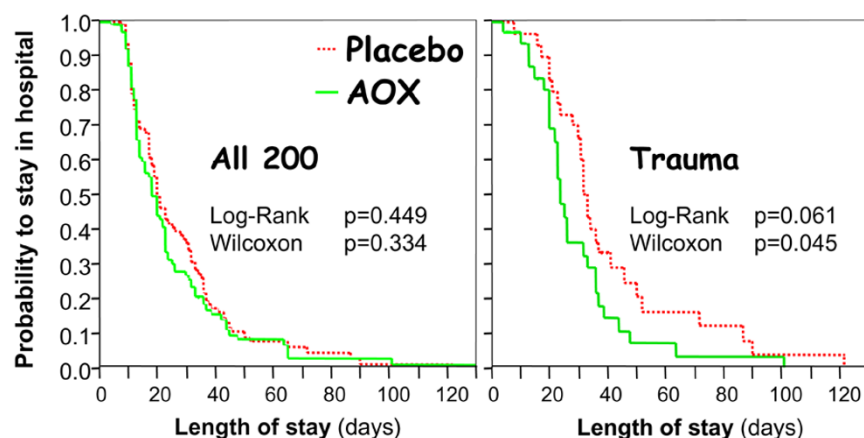 Probability to stay in hospital
1.0
0.9
0.8
0.7
0.6
0.5
0.4
0.3
0.2
0.1
0.0
Placebo
AOX
All 200
Log-Rank p=0.449
Wilcoxon p=0.334
0 20 40 60 80 100 120
Length of stay (days)
Trauma
Log-Rank p=0.061
Wilcoxon p=0.045
0 20 40 60 80 100 120
Length of stay (days)